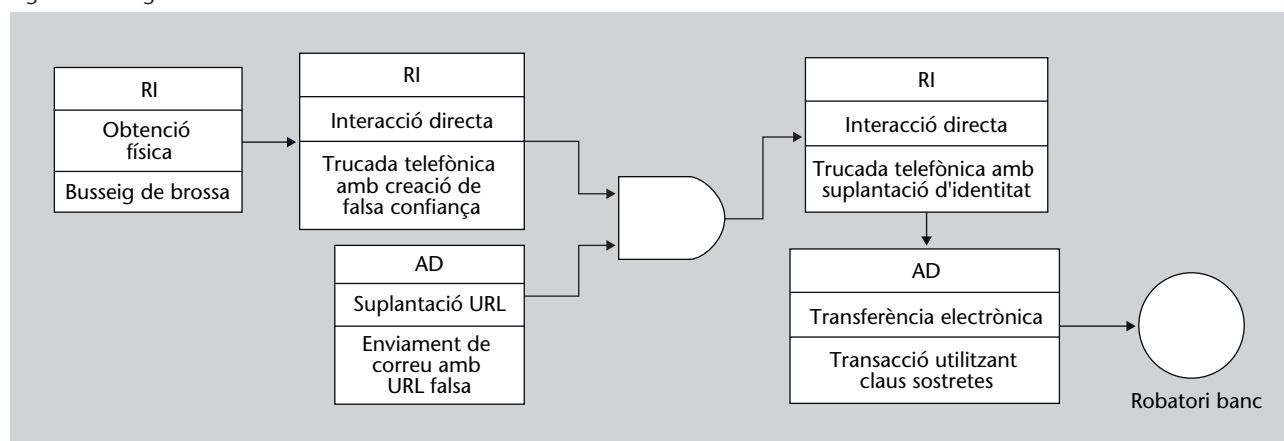 RI
Obtenció
física
Busseig de brossa
RI
Interacció directa
Trucada telefònica
amb creació de
falsa confiança
AD
Suplantació URL
Enviament de
correu amb
URL falsa
RI
Interacció directa
Trucada telefònica amb
suplantació d'identitat
AD
Transferència electrònica
Transacció utilitzant
claus sostretes
Robatori banc